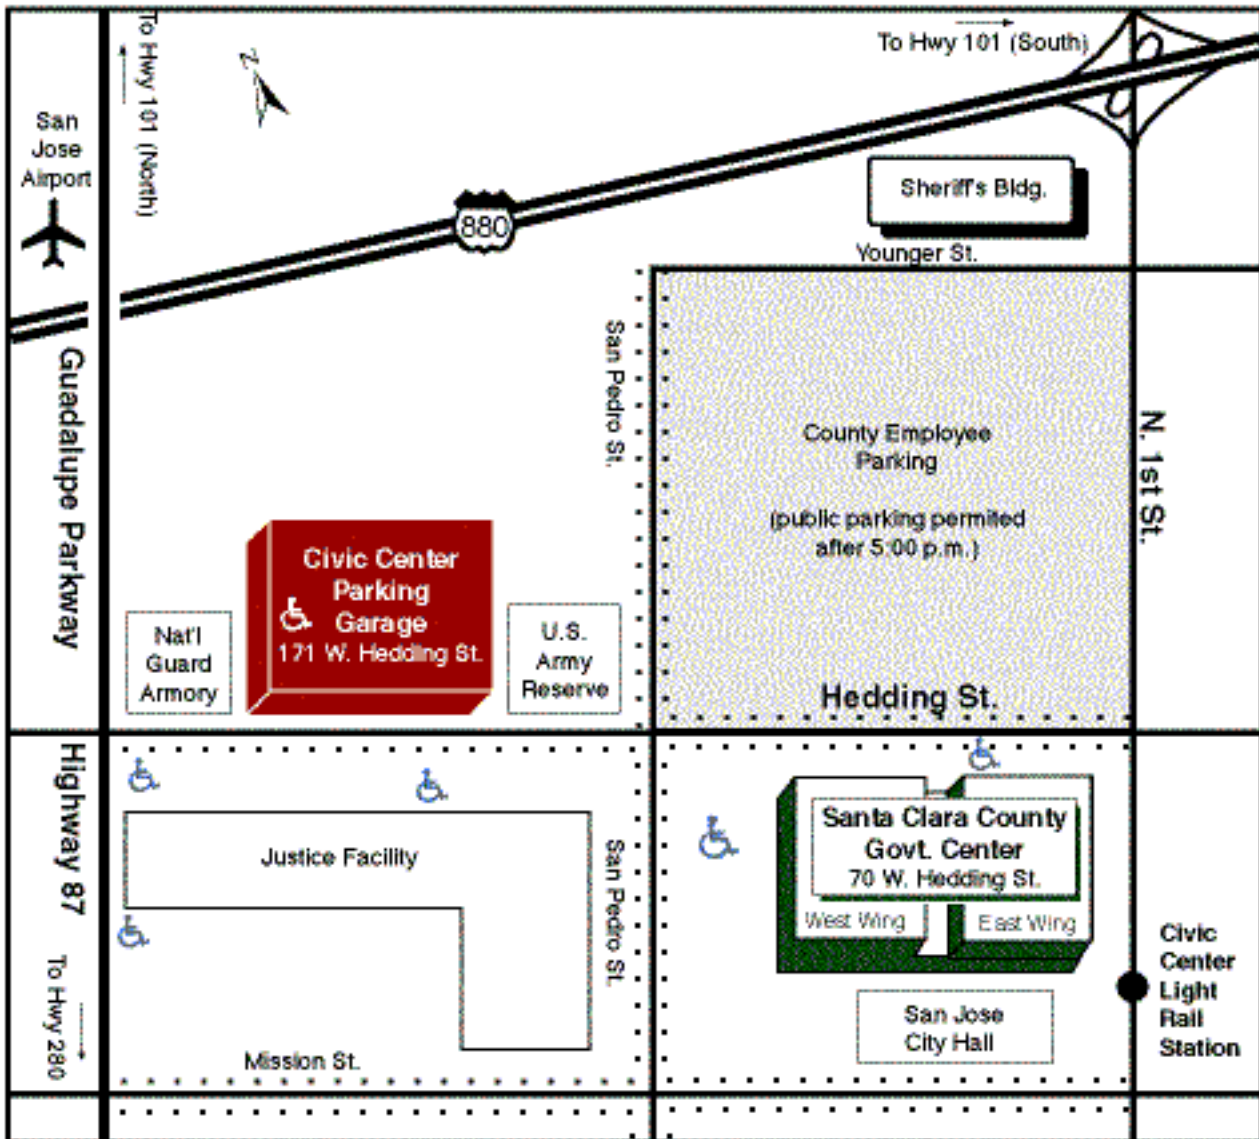 To Hwy 101 (North)
N
To Hwy 101 (South)
San
Jose
Airport
880
Sheriff's Bldg.
Younger St.
Guadalupe Parkway
San Pedro St.
County Employee
Parking
(public parking permited
after 5:00 p.m.)
N. 1st St.
Civic Center
Parking
Garage
171 W. Hedding St.
Nat'l
Guard
Armory
U.S.
Army
Reserve
Hedding St.
Highway 87
To Hwy 280
Justice Facility
San Pedro St.
Mission St.
Santa Clara County
Govt. Center
70 W. Hedding St.
West Wing
East Wing
San Jose
City Hall
Civic
Center
Light
Rail
Station